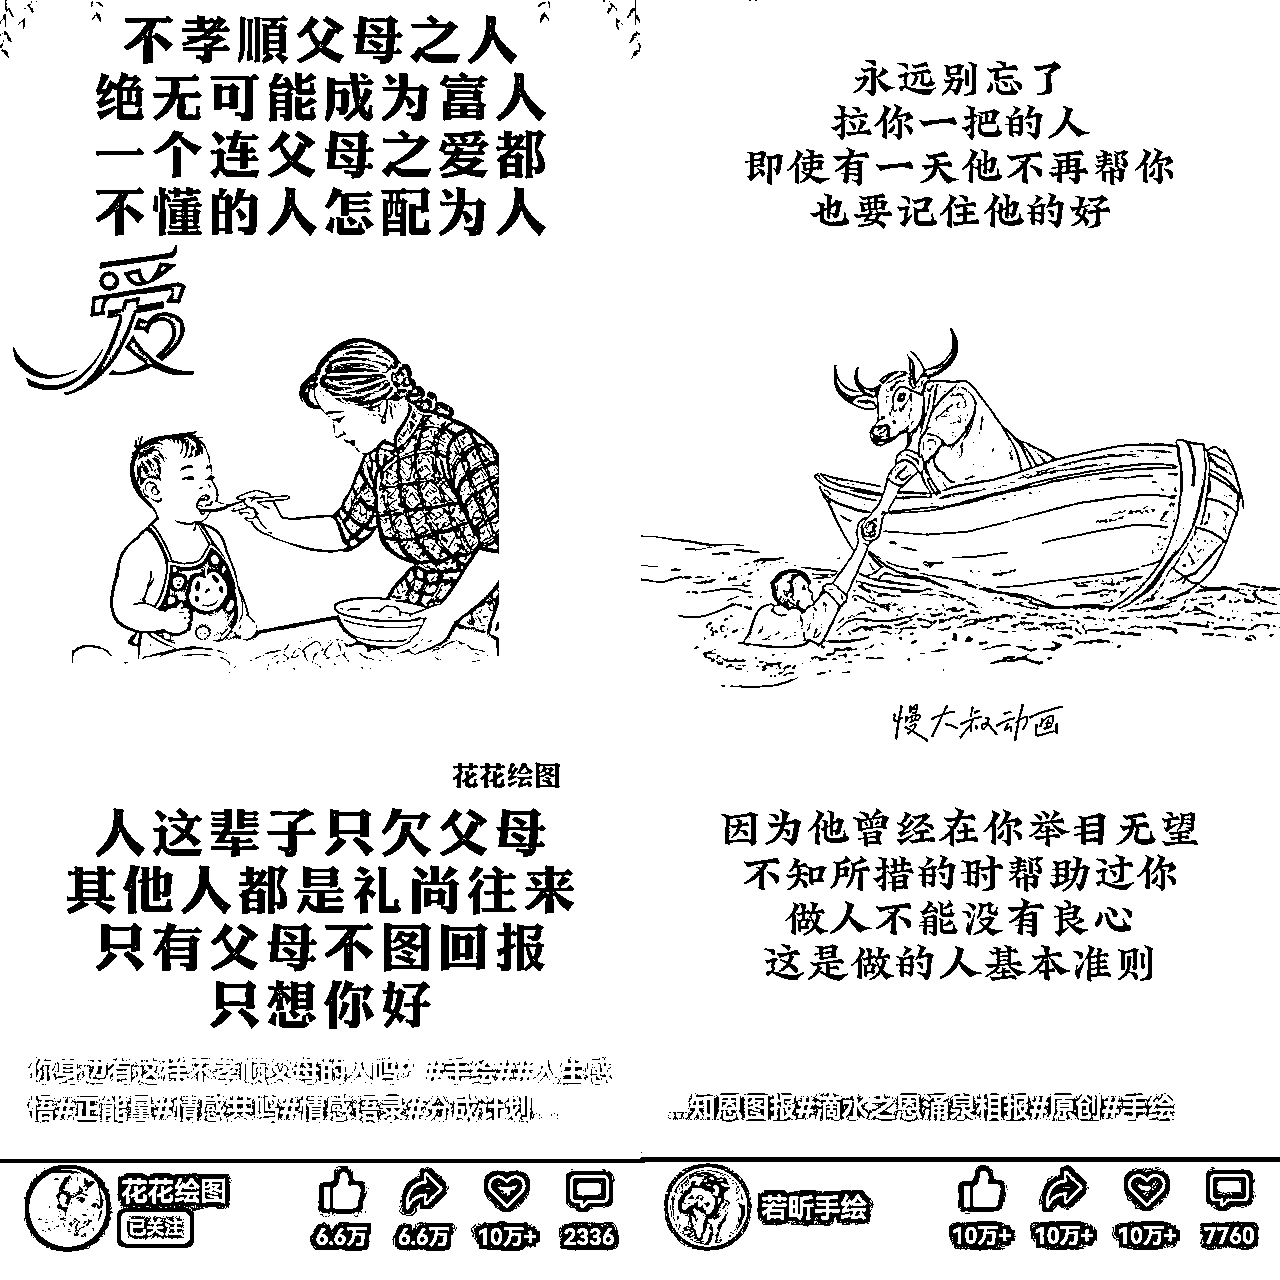 不孝順父母之人
绝无可能成为富人
一个连父母之爱都
不懂的人怎配为人
爱
花花绘图
人这辈子只欠父母
其他人都是礼尚往来
只有父母不图回报
只想你好
你身边有这样不孝顺父母的人吗？#手绘##人生感
悟#正能量#情感共鸣#情感语录#分成计划...
花花绘图
已关注
6.6万
6.6万
10万+
2336
永远别忘了
拉你一把的人
即使有一天他不再帮你
也要记住他的好
慢大叔动画
因为他曾经在你举目无望
不知所措的时帮助过你
做人不能没有良心
这是做的人基本准则
...知恩图报#滴水之恩涌泉相报#原创#手绘
若昕手绘
10万+
10万+
10万+
7760